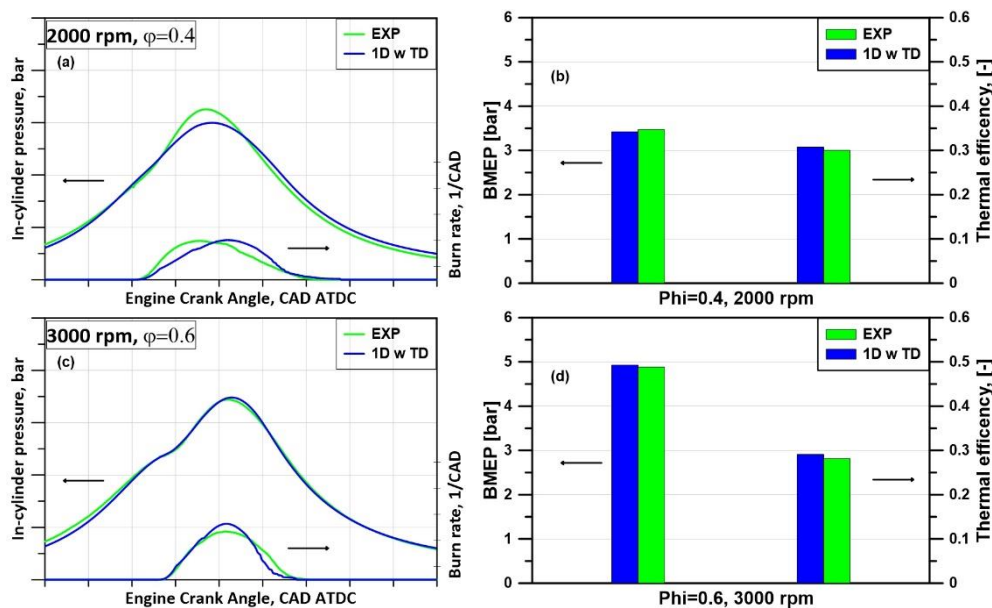 2000 rpm, φ=0.4
(a)
EXP
1D w TD
In-cylinder pressure, bar
Burn rate, 1/CAD
Engine Crank Angle, CAD ATDC
6
5
4
3
2
1
0
BMEP [bar]
(b)
EXP
1D w TD
0.6
0.5
0.4
0.3
0.2
0.1
0
Thermal efficency, [-]
Phi=0.4, 2000 rpm
3000 rpm, φ=0.6
(c)
EXP
1D w TD
In-cylinder pressure, bar
Burn rate, 1/CAD
Engine Crank Angle, CAD ATDC
6
5
4
3
2
1
0
BMEP [bar]
(d)
EXP
1D w TD
0.6
0.5
0.4
0.3
0.2
0.1
0
Thermal efficency, [-]
Phi=0.6, 3000 rpm